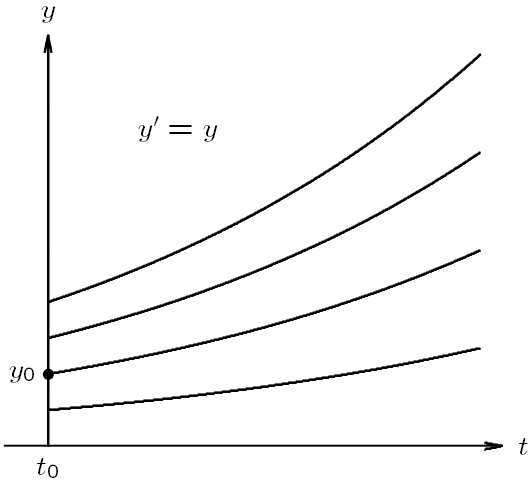 y
y′ = y
y₀
t
t₀